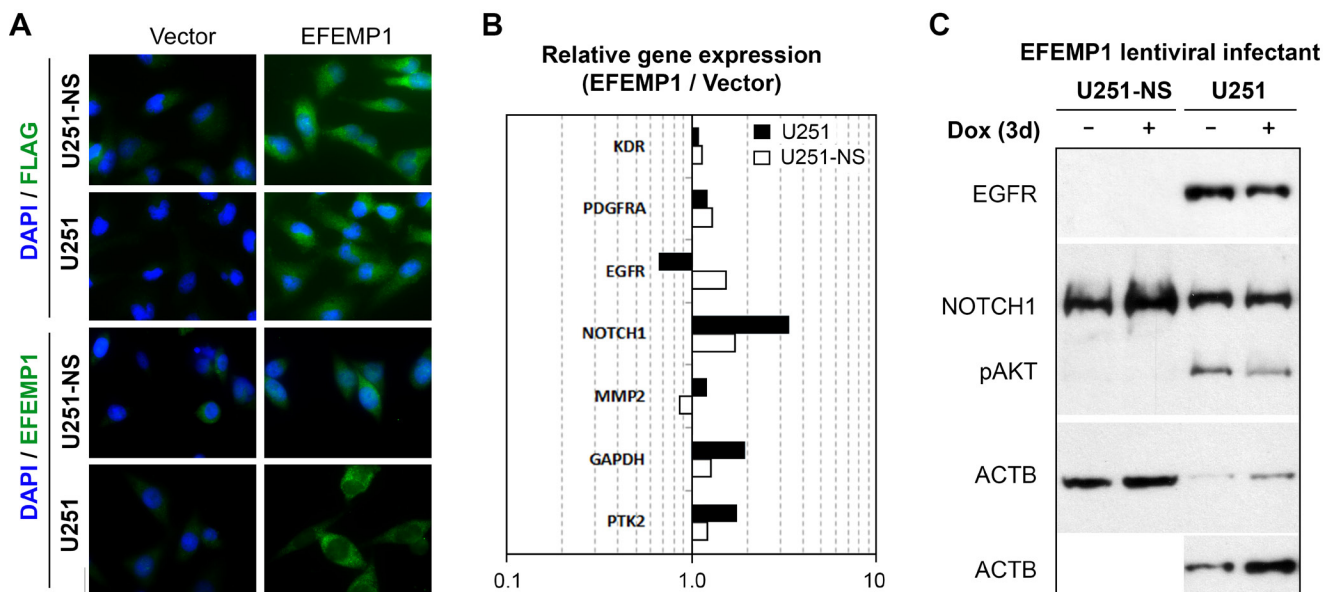 A
Vector
EFEMP1
DAPI / FLAG
U251-NS
U251
DAPI / EFEMP1
U251-NS
U251
B
Relative gene expression
(EFEMP1 / Vector)
U251
U251-NS
KDR
PDGFRA
EGFR
NOTCH1
MMP2
GAPDH
PTK2
0.1
1.0
10
C
EFEMP1 lentiviral infectant
U251-NS
U251
Dox (3d)
−
+
−
+
EGFR
NOTCH1
pAKT
ACTB
ACTB